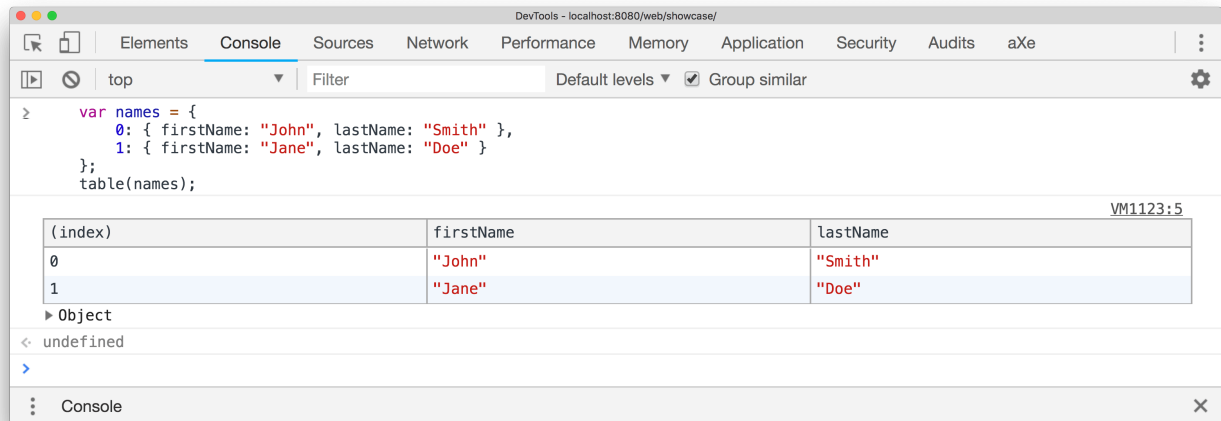 DevTools - localhost:8080/web/showcase/
Elements Console Sources Network Performance Memory Application Security Audits aXe
top Filter Default levels Group similar
var names = {
0: { firstName: "John", lastName: "Smith" },
1: { firstName: "Jane", lastName: "Doe" }
};
table(names);
VM1123:5
(index) firstName lastName
0 "John" "Smith"
1 "Jane" "Doe"
Object
undefined
Console